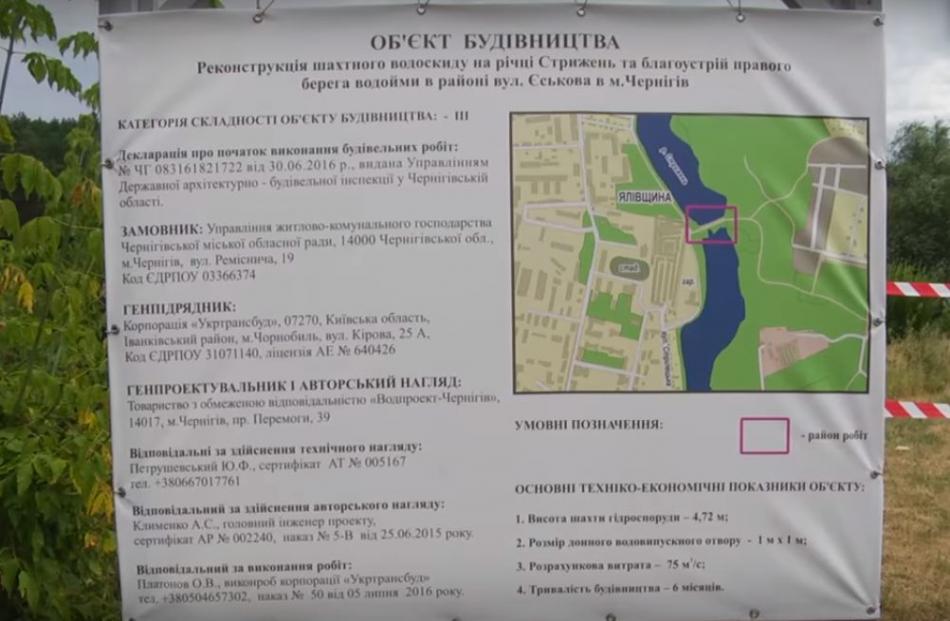 ОБ'ЄКТ БУДІВНИЦТВА
Реконструкція шахтного водоскиду на річці Стрижень та благоустрій правого
берега водойми в районі вул. Єськова в м.Чернігів
КАТЕГОРІЯ СКЛАДНОСТІ ОБ'ЄКТУ БУДІВНИЦТВА: - III
Декларація про початок виконання будівельних робіт:
№ ЧГ 083161821722 від 30.06.2016 р., видана Управлінням
Державної архітектурно - будівельної інспекції у Чернігівській
області.
ЗАМОВНИК: Управління житлово-комунального господарства
Чернігівської міської обласної ради, 14000 Чернігівської обл.,
м.Чернігів, вул. Реміснича, 19
Код ЄДРПОУ 03366374
ГЕНПІДРЯДНИК:
Корпорація «Укртрансбуд», 07270, Київська область,
Іванківський район, м.Чорнобиль, вул. Кірова, 25 А,
Код ЄДРПОУ 31071140, ліцензія АЕ № 640426
ГЕНПРОЕКТУВАЛЬНИК І АВТОРСЬКИЙ НАГЛЯД:
Товариство з обмеженою відповідальністю «Водпроект-Чернігів»,
14017, м.Чернігів, пр. Перемоги, 39
Відповідальні за здійснення технічного нагляду:
Петрушевський Ю.Ф., сертифікат АТ № 005167
тел. +380667017761
Відповідальний за здійснення авторського нагляду:
Клименко А.С., головний інженер проекту,
сертифікат АР № 002240, наказ № 5-В від 25.06.2015 року.
Відповідальний за виконання робіт:
Платонов О.В., виконроб корпорації «Укртрансбуд»
тел. +380504657302, наказ № 50 від 05 липня 2016 року.
р. Стрижень
ЯЛІВЩИНА
стад.
УМОВНІ ПОЗНАЧЕННЯ:
- район робіт
ОСНОВНІ ТЕХНІКО-ЕКОНОМІЧНІ ПОКАЗНИКИ ОБ'ЄКТУ:
1. Висота шахти гідроспоруди – 4,72 м;
2. Розмір донного водовипускного отвору - 1 м х 1 м;
3. Розрахункова витрата – 75 м³/с;
4. Тривалість будівництва – 6 місяців.